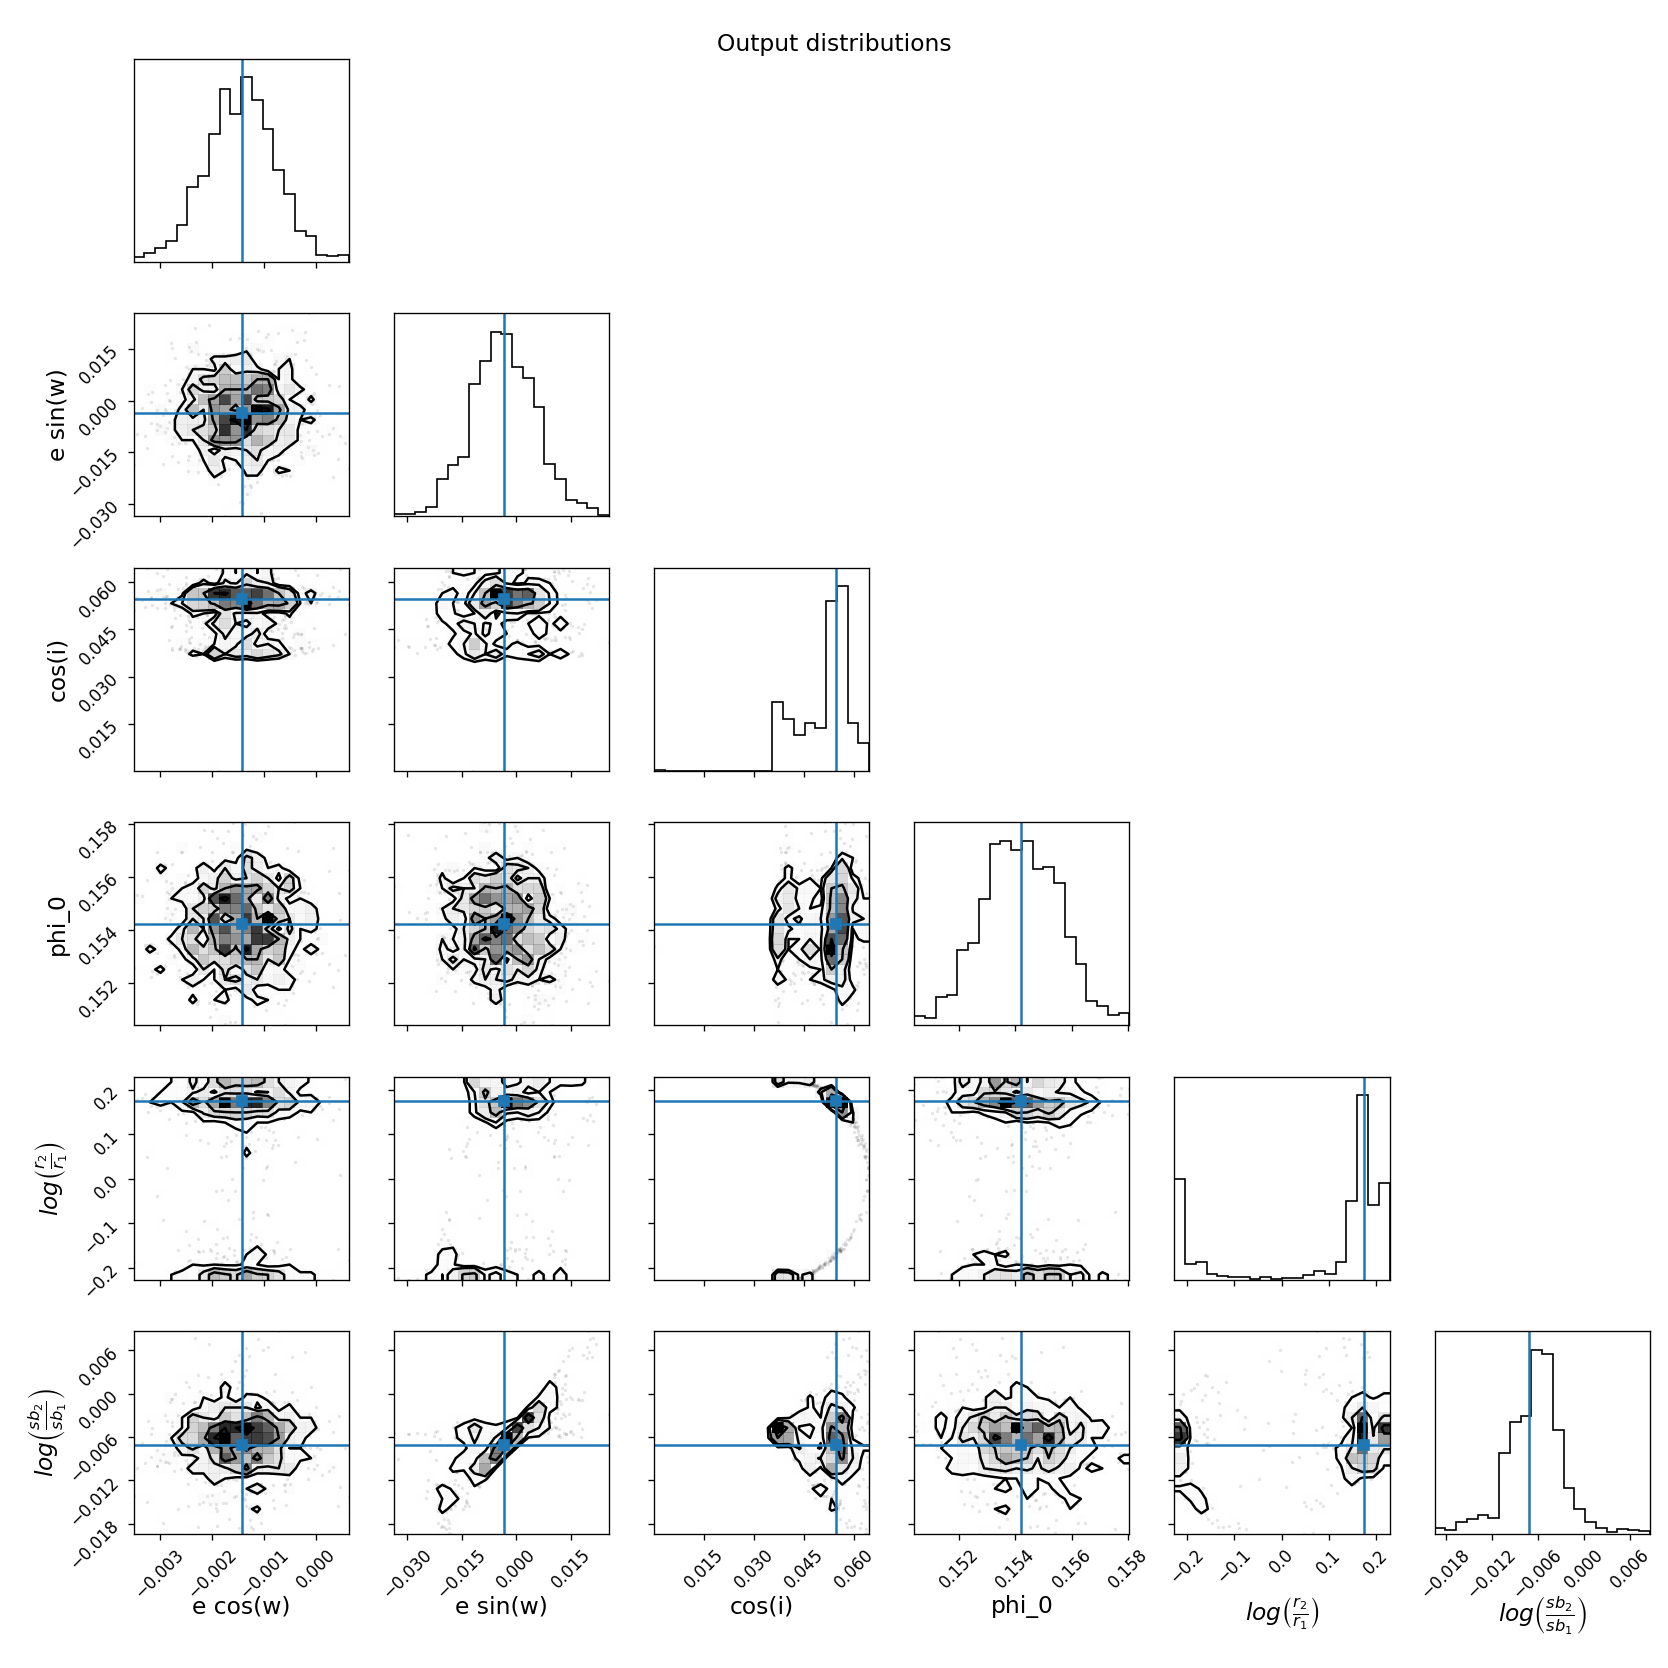 Output distributions
e sin(w)
0.015
0.000
−0.015
−0.030
cos(i)
0.060
0.045
0.030
0.015
phi_0
0.158
0.156
0.154
0.152
log(r₂/r₁)
0.2
0.1
0.0
−0.1
−0.2
log(sb₂/sb₁)
0.006
0.000
−0.006
−0.012
−0.018
−0.003 −0.002 −0.001 0.000 −0.030 −0.015 0.000 0.015 0.015 0.030 0.045 0.060 0.152 0.154 0.156 0.158 −0.2 −0.1 0.0 0.1 0.2 −0.018 −0.012 −0.006 0.000 0.006
e cos(w) e sin(w) cos(i) phi_0 log(r₂/r₁) log(sb₂/sb₁)